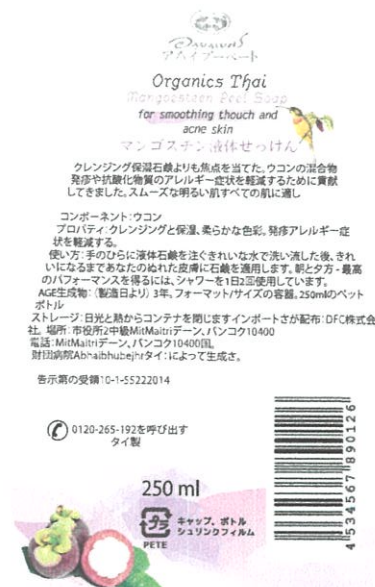 アハイブーベート
Organics Thai
Mangoosteen Peel Soap
for smoothing thouch and
acne skin
マンゴスチン液体せっけん
クレンジング保湿石鹸よりも焦点を当てた。ウコンの混合物
発疹や抗酸化物質のアレルギー症状を軽減するために貢献
してきました。スムーズな明るい肌すべての肌に適し
コンポーネント:ウコン
プロパティ:クレンジングと保湿、柔らかな色彩。発疹アレルギー症
状を軽減する。
使い方:手のひらに液体石鹸を注ぐきれいな水で洗い流した後、きれ
いになるまであなたのぬれた皮膚に石鹸を適用します。朝と夕方-最高
のパフォーマンスを得るには、シャワーを1日2回使用しています。
AGE生成物:(製造日より) 3年。フォーマット/サイズの容器。250mlのペット
ボトル
ストレージ:日光と熱からコンテナを閉じますインポートさが配布:DFC株式会
社. 場所:市役所2中級MitMaitriデーン、バンコク10400
電話:MitMaitriデーン、バンコク10400国。
財団病院Abhaibhubejhrタイ:によって生成さ。
告示第の受領10-1-55222014
0120-265-192を呼び出す
タイ製
250 ml
プラ
PETE
キャップ、ボトル
シュリンクフィルム
4 534567 890126